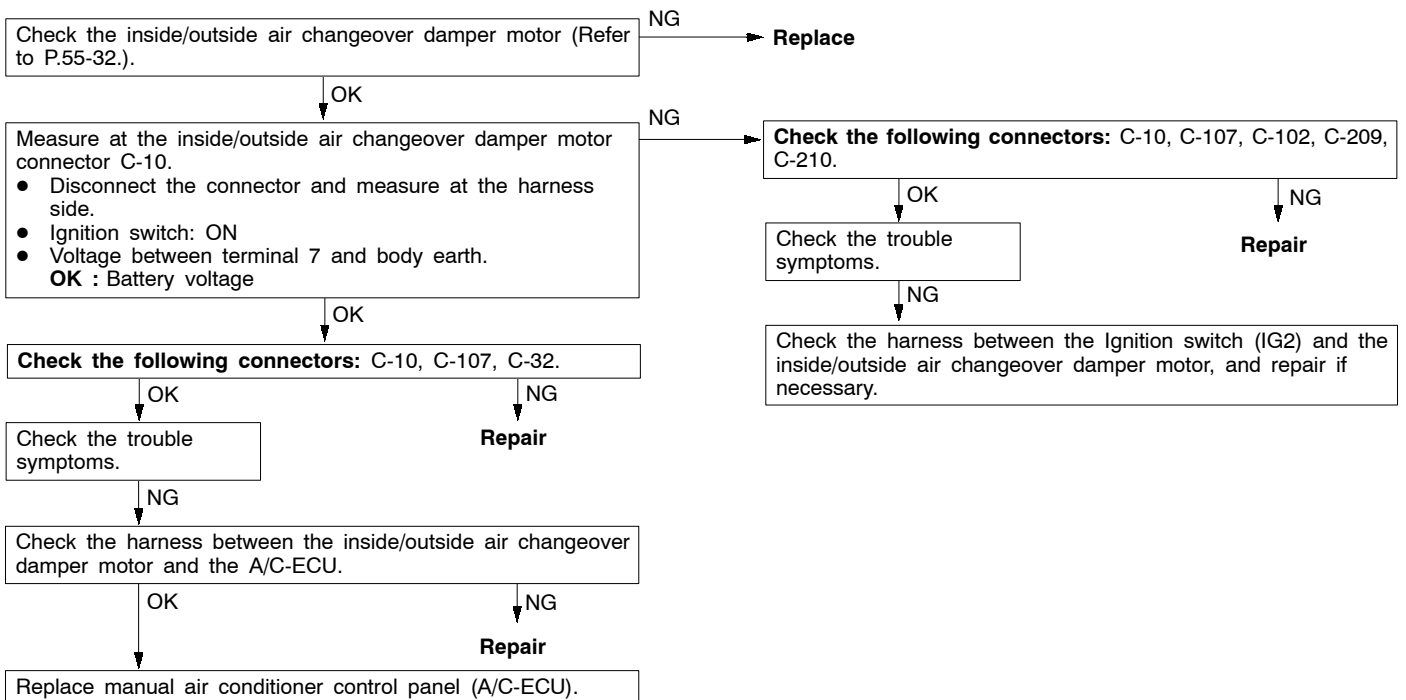 Check the inside/outside air changeover damper motor (Refer
to P.55-32.).
NG
Replace
OK
Measure at the inside/outside air changeover damper motor
connector C-10.
● Disconnect the connector and measure at the harness
side.
● Ignition switch: ON
● Voltage between terminal 7 and body earth.
OK : Battery voltage
NG
Check the following connectors: C-10, C-107, C-102, C-209,
C-210.
OK
NG
Check the trouble
symptoms.
Repair
NG
Check the harness between the Ignition switch (IG2) and the
inside/outside air changeover damper motor, and repair if
necessary.
OK
Check the following connectors: C-10, C-107, C-32.
OK
NG
Check the trouble
symptoms.
Repair
NG
Check the harness between the inside/outside air changeover
damper motor and the A/C-ECU.
OK
NG
Repair
Replace manual air conditioner control panel (A/C-ECU).